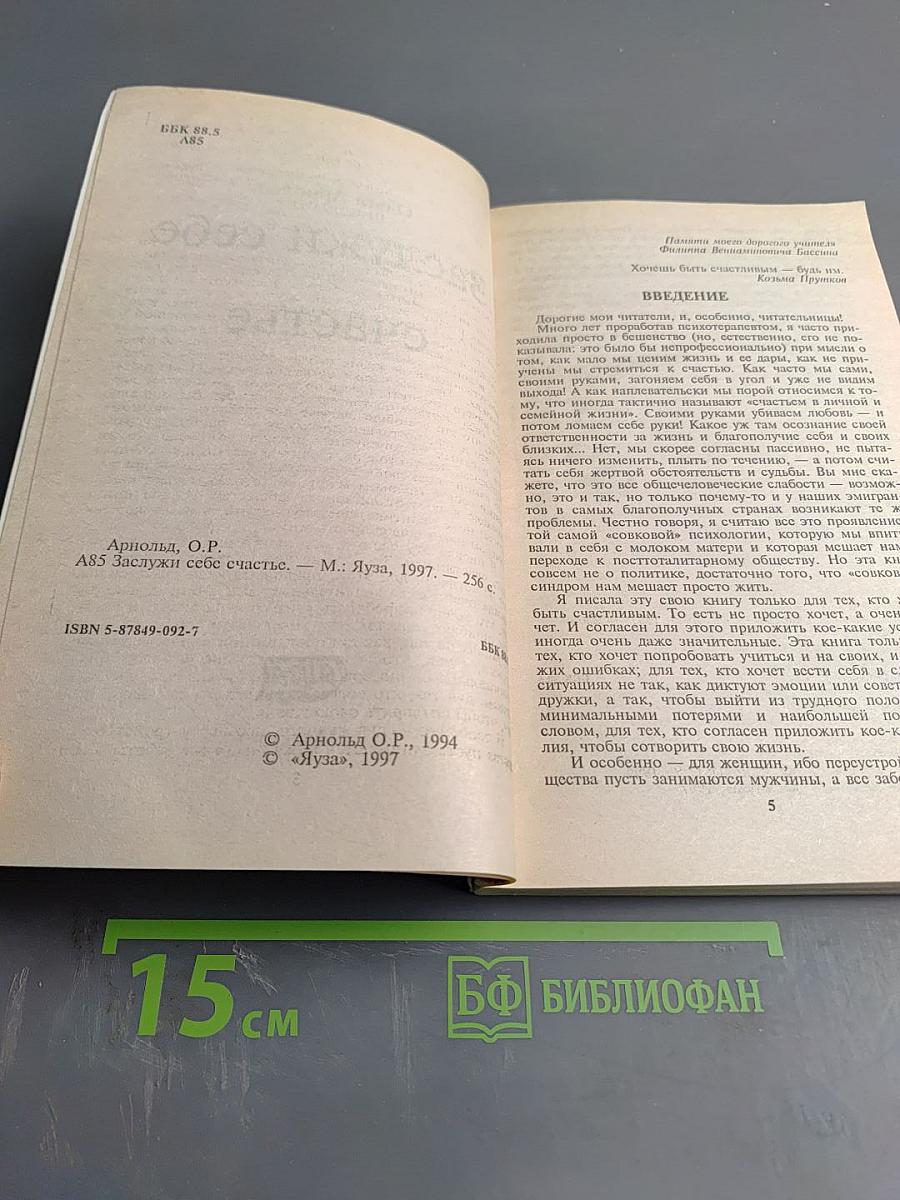 ББК 88.5
А85
Арнольд, О.Р.
А85 Заслужи себе счастье. — М.: Яуза, 1997. — 256 с.
ISBN 5-87849-092-7
ББК 88
© Арнольд О.Р., 1994
© «Яуза», 1997
Памяти моего дорогого учителя
Филиппа Вениаминовича Бассина
Хочешь быть счастливым — будь им.
Козьма Прутков
ВВЕДЕНИЕ
Дорогие мои читатели, и, особенно, читательницы!
Много лет проработав психотерапевтом, я часто при-
ходила просто в бешенство (но, естественно, его не по-
казывала: это было бы непрофессионально) при мысли о
том, как мало мы ценим жизнь и ее дары, как не при-
учены мы стремиться к счастью. Как часто мы сами,
своими руками, загоняем себя в угол и уже не видим
выхода! А как наплевательски мы порой относимся к то-
му, что иногда тактично называют «счастьем в личной и
семейной жизни». Своими руками убиваем любовь — и
потом ломаем себе руки! Какое уж там осознание своей
ответственности за жизнь и благополучие себя и своих
близких... Нет, мы скорее согласны пассивно, не пыта-
ясь ничего изменить, плыть по течению, — а потом счи-
тать себя жертвой обстоятельств и судьбы. Вы мне ска-
жете, что это все общечеловеческие слабости — возмож-
но, это и так, но только почему-то и у наших эмигран-
тов в самых благополучных странах возникают те ж
проблемы. Честно говоря, я считаю все это проявление
той самой «совковой» психологии, которую мы впит
вали в себя с молоком матери и которая мешает нам
переходе к посттоталитарному обществу. Но эта кни
совсем не о политике, достаточно того, что «совков
синдром нам мешает просто жить.
Я писала эту свою книгу только для тех, кто х
быть счастливым. То есть не просто хочет, а очен
чет. И согласен для этого приложить кое-какие ус
иногда очень даже значительные. Эта книга толь
тех, кто хочет попробовать учиться и на своих, и
жих ошибках; для тех, кто хочет вести себя в сл
ситуациях не так, как диктуют эмоции или совет
дружки, а так, чтобы выйти из трудного поло
минимальными потерями и наибольшей по
словом, для тех, кто согласен приложить кое-к
лия, чтобы сотворить свою жизнь.
И особенно — для женщин, ибо переустрой
щества пусть занимаются мужчины, а все забо
5
15 см
БФ БИБЛИОФАН